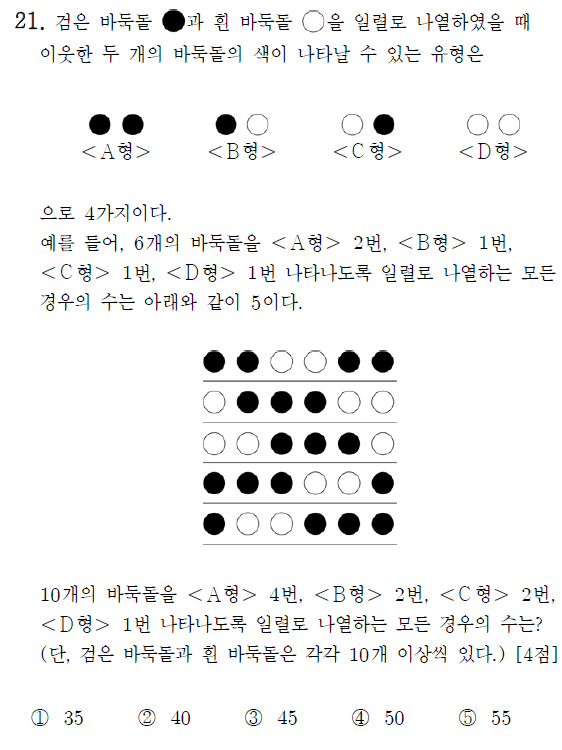 21. 검은 바둑돌 ●과 흰 바둑돌 ○을 일렬로 나열하였을 때
이웃한 두 개의 바둑돌의 색이 나타날 수 있는 유형은
<A형> <B형> <C형> <D형>
으로 4가지이다.
예를 들어, 6개의 바둑돌을 <A형> 2번, <B형> 1번,
<C형> 1번, <D형> 1번 나타나도록 일렬로 나열하는 모든
경우의 수는 아래와 같이 5이다.
10개의 바둑돌을 <A형> 4번, <B형> 2번, <C형> 2번,
<D형> 1번 나타나도록 일렬로 나열하는 모든 경우의 수는?
(단, 검은 바둑돌과 흰 바둑돌은 각각 10개 이상씩 있다.) [4점]
① 35 ② 40 ③ 45 ④ 50 ⑤ 55